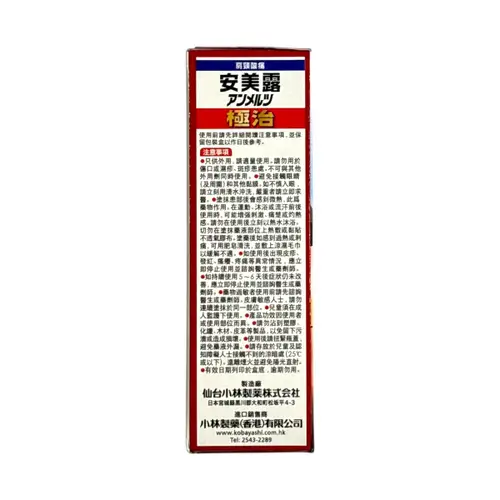 肩頸酸痛
安美露
アンメルツ
極治
使用前請先詳細閱讀注意事項，並保
留包裝盒以作日後參考。
注意事項
●只供外用，請適量使用，請勿用於
傷口或濕疹、斑疹患處，不可與其他
外用劑同時使用。●避免接觸眼睛
(及周圍)和其他黏膜，如不慎入眼，
請立刻用清水沖洗，嚴重者請立即求
醫。●塗抹患部後會感到微熱，此爲
藥物作用，在運動、沐浴或流汗前後
使用時，可能增強刺激、痛楚或灼熱
感，請勿在使用後立刻以熱水沐浴。
切勿在塗抹藥液部位上熱敷或黏貼
不透氣膠布，塗藥後如感到過熱或刺
痛，可用肥皂清洗，並敷上涼濕毛巾
以緩解不適。●如使用後出現皮疹、
發紅、痕癢、疼痛等異常情況，應立
即停止使用並諮詢醫生或藥劑師。
●如持續使用5~6天後症狀仍未改
善，應立即停止使用並諮詢醫生或藥
劑師。●藥物過敏者使用前請先諮詢
醫生或藥劑師，皮膚敏感人士，請勿
連續塗抹於同一部位。●兒童須在成
人監護下使用。●產品功效因使用者
或使用部位而異。●請勿沾到塑膠、
化纖、木材、皮革等製品，以免留下污
漬或造成損壞。●使用後請扭緊瓶蓋，
避免藥液外漏。●請存放於兒童及認
知障礙人士接觸不到的涼暗處(25℃
或以下)，遠離煙火並避免陽光直射。
●有效日期列印於盒底，逾期勿用。
製造廠
仙台小林製薬株式会社
日本宮城縣黒川郡大和町松坂平4-3
進口銷售商
小林製藥(香港)有限公司
www.kobayashi.com.hk
Tel: 2543-2289